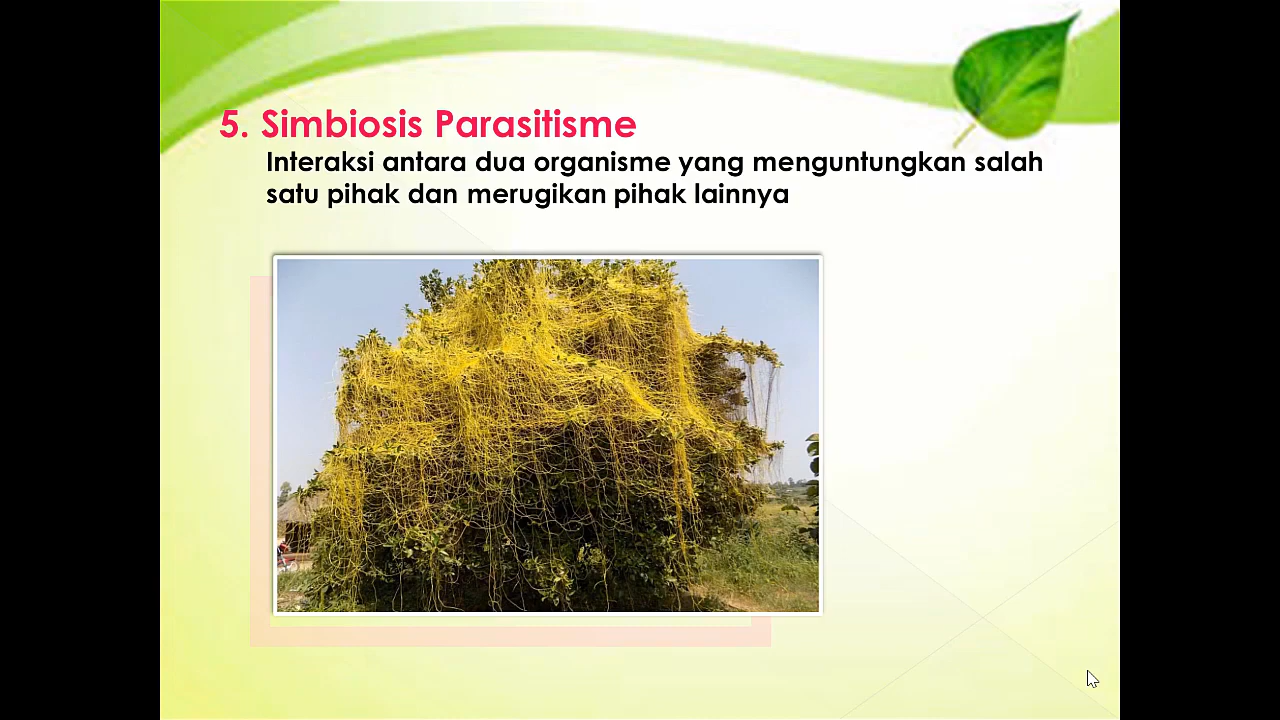 5. Simbiosis Parasitisme
Interaksi antara dua organisme yang menguntungkan salah
satu pihak dan merugikan pihak lainnya